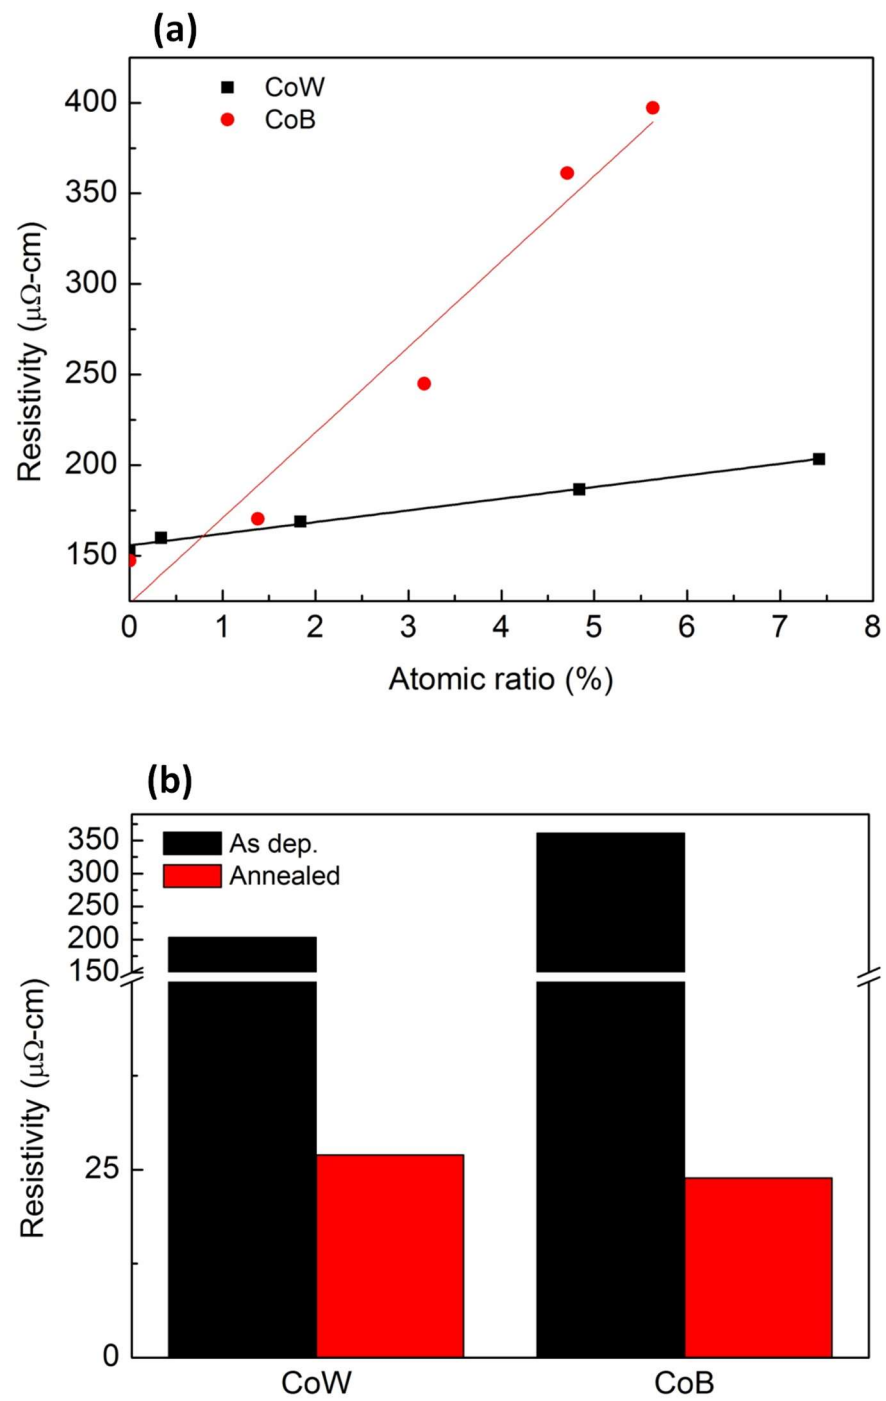 (a)
CoW
CoB
400
350
300
250
200
150
0 1 2 3 4 5 6 7 8
Resistivity (μΩ-cm)
Atomic ratio (%)
(b)
As dep.
Annealed
350
300
250
200
150
25
0
Resistivity (μΩ-cm)
CoW CoB